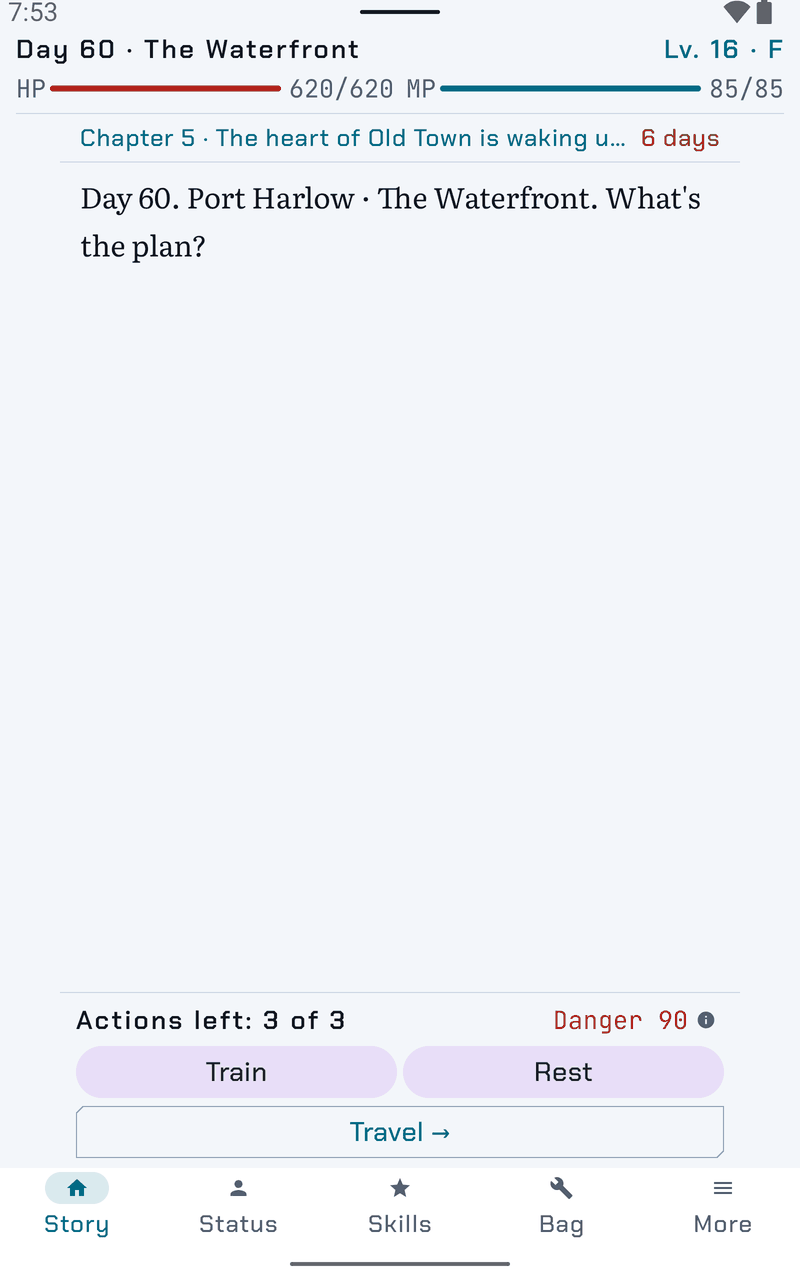 7:53
Day 60 · The Waterfront
Lv. 16 · F
HP 620/620 MP 85/85
Chapter 5 · The heart of Old Town is waking u… 6 days
Day 60. Port Harlow · The Waterfront. What's
the plan?
Actions left: 3 of 3
Danger 90
Train
Rest
Travel →
Story
Status
Skills
Bag
More